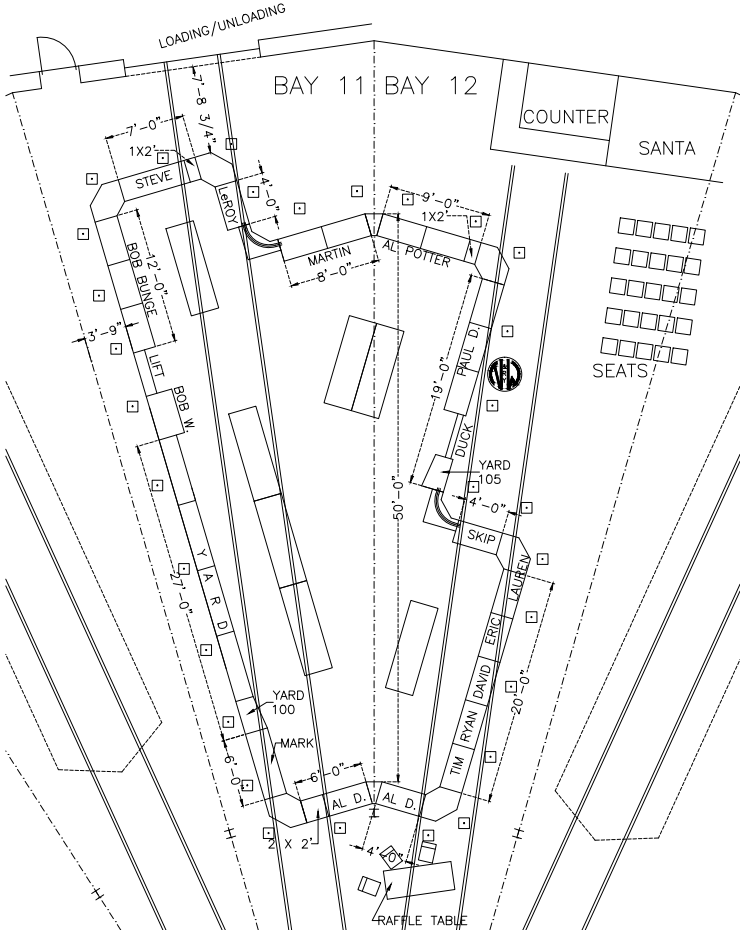 LOADING/UNLOADING
BAY 11
BAY 12
COUNTER
SANTA
7'-8 3/4"
7'-0"
1X2'
STEVE
LeROY
4'-0"
9'-0"
1X2'
MARTIN
8'-0"
AL POTTER
BOB BUNGE
12'-0"
3'-9"
LIFT
BOB W.
PAUL D.
19'-0"
DUCK
SEATS
YARD
105
4'-0"
50'-0"
SKIP
LAUREN
YARD
27'-0"
ERIC
DAVID
RYAN
TIM
20'-0"
YARD
100
MARK
6'-0"
6'-0"
AL D.
AL D.
2 X 2'
4'-0"
RAFFLE TABLE